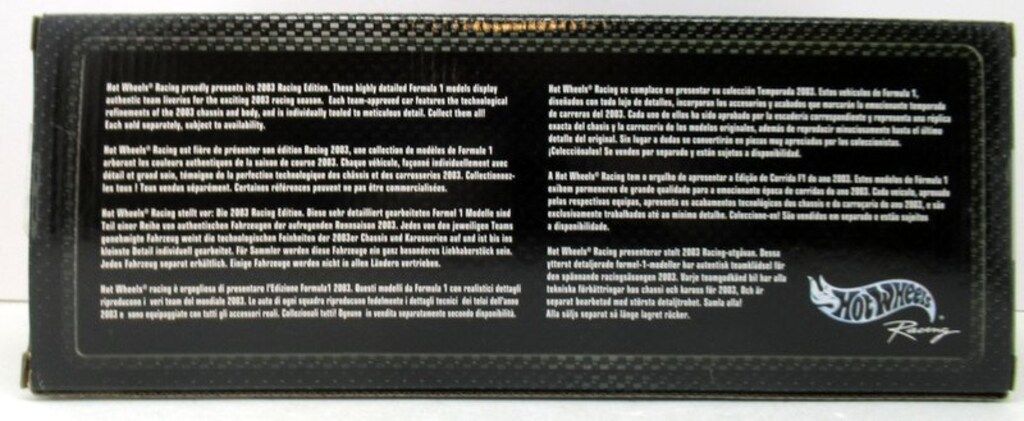 Hot Wheels® Racing proudly presents its 2003 Racing Edition. These highly detailed Formula 1 models display
authentic team liveries for the exciting 2003 racing season. Each team-approved car features the technological
refinements of the 2003 chassis and body, and is individually tooled to meticulous detail. Collect them all!
Each sold separately, subject to availability.
Hot Wheels® Racing est fière de présenter son édition Racing 2003, une collection de modèles de Formule 1
arborant les couleurs authentiques de la saison de course 2003. Chaque véhicule, façonné individuellement avec
détail et grand soin, témoigne de la perfection technologique des châssis et des carrosseries 2003. Collectionnez-
les tous ! Tous vendus séparément. Certaines références peuvent ne pas être commercialisées.
Hot Wheels® Racing stellt vor: Die 2003 Racing Edition. Diese sehr detailliert gearbeiteten Formel 1 Modelle sind
Teil einer Reihe von authentischen Fahrzeugen der aufregenden Rennsaison 2003. Jedes von den jeweiligen Teams
genehmigte Fahrzeug weist die technologischen Feinheiten der 2003er Chassis und Karosserien auf und ist bis ins
kleinste Detail individuell gearbeitet. Für Sammler werden diese Fahrzeuge ein ganz besonderes Liebhaberstück sein.
Jedes Fahrzeug separat erhältlich. Einige Fahrzeuge werden nicht in allen Ländern vertrieben.
Hot Wheels® racing è orgogliosa di presentare l'Edizione Formula1 2003. Questi modelli da Formula 1 con realistici dettagli
riproducono i veri team del mondiale 2003. Le auto di ogni squadra riproducono fedelmente i dettagli tecnici dei telai dell'anno
2003 e sono equipaggiate con tutti gli accessori reali. Collezionali tutti! Ognuno in vendita separatamente secondo disponibilità.
Hot Wheels® Racing se complace en presentar su colección Temporada 2003. Estos vehículos de Fórmula 1,
diseñados con todo lujo de detalles, incorporan los accesorios y acabados que marcarán la emocionante temporada
de carreras del 2003. Cada uno de ellos ha sido aprobado por la escudería correspondiente y representa una réplica
exacta del chasis y la carrocería de los modelos originales, además de reproducir minuciosamente hasta el último
detalle del original. Sin lugar a dudas se convertirán en piezas muy apreciadas por los coleccionistas.
¡Colecciónalos! Se venden por separado y están sujetos a disponibilidad.
A Hot Wheels® Racing tem o orgulho de apresentar a Edição de Corrida F1 do ano 2003. Estes modelos de Fórmula 1
exibem pormenores de grande qualidade para a emocionante época de corridas do ano 2003. Cada veículo, aprovado
pelas respectivas equipas, apresenta os acabamentos tecnológicos dos chassis e da carroçaria do ano 2003, e são
exclusivamente trabalhados até ao mínimo detalhe. Coleccione-os! São vendidos em separado e estão sujeitos
a disponibilidade.
Hot Wheels® Racing presenterar stolt 2003 Racing-utgåvan. Dessa
ytterst detaljerade formel-1-modeller har autentisk teamklädsel för
den spännande racingsäsongen 2003. Varje teamgodkänd bil har alla
tekniska förbättringar hos chassi och kaross för 2003, och är
separat bearbetad med största detaljtrohet. Samla alla!
Alla säljs separat så länge lagret räcker.
Hot Wheels®
Racing